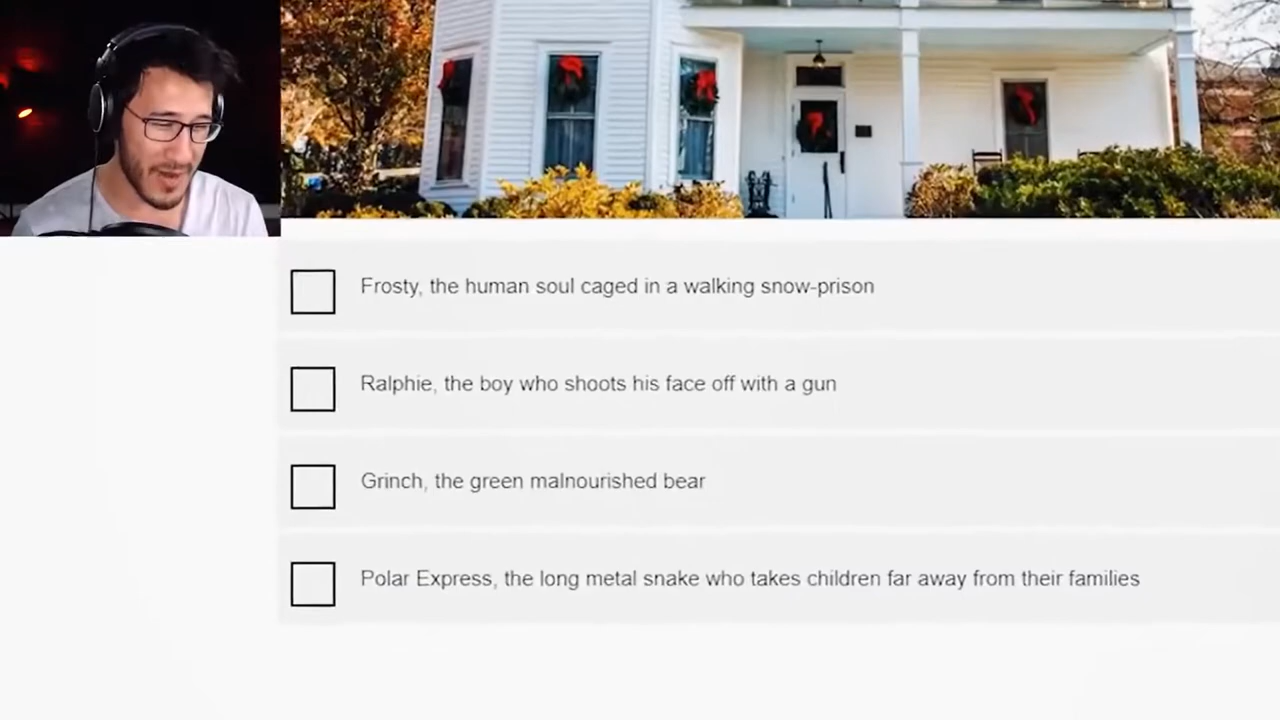 Frosty, the human soul caged in a walking snow-prison
Ralphie, the boy who shoots his face off with a gun
Grinch, the green malnourished bear
Polar Express, the long metal snake who takes children far away from their families